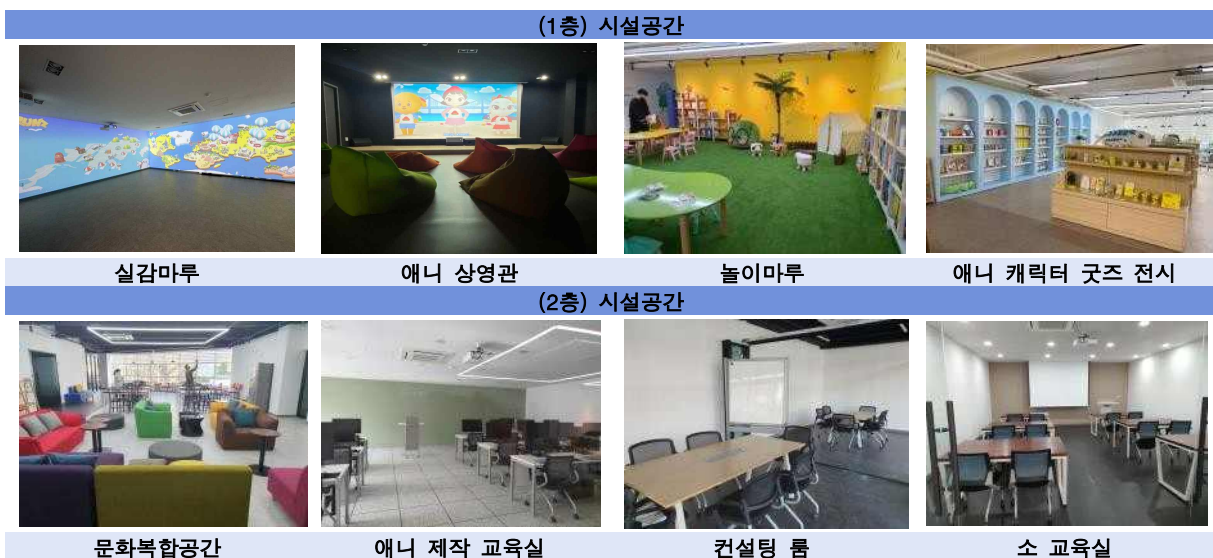 (1층) 시설공간
실감마루 애니 상영관 놀이마루 애니 캐릭터 굿즈 전시
(2층) 시설공간
문화복합공간 애니 제작 교육실 컨설팅 룸 소 교육실